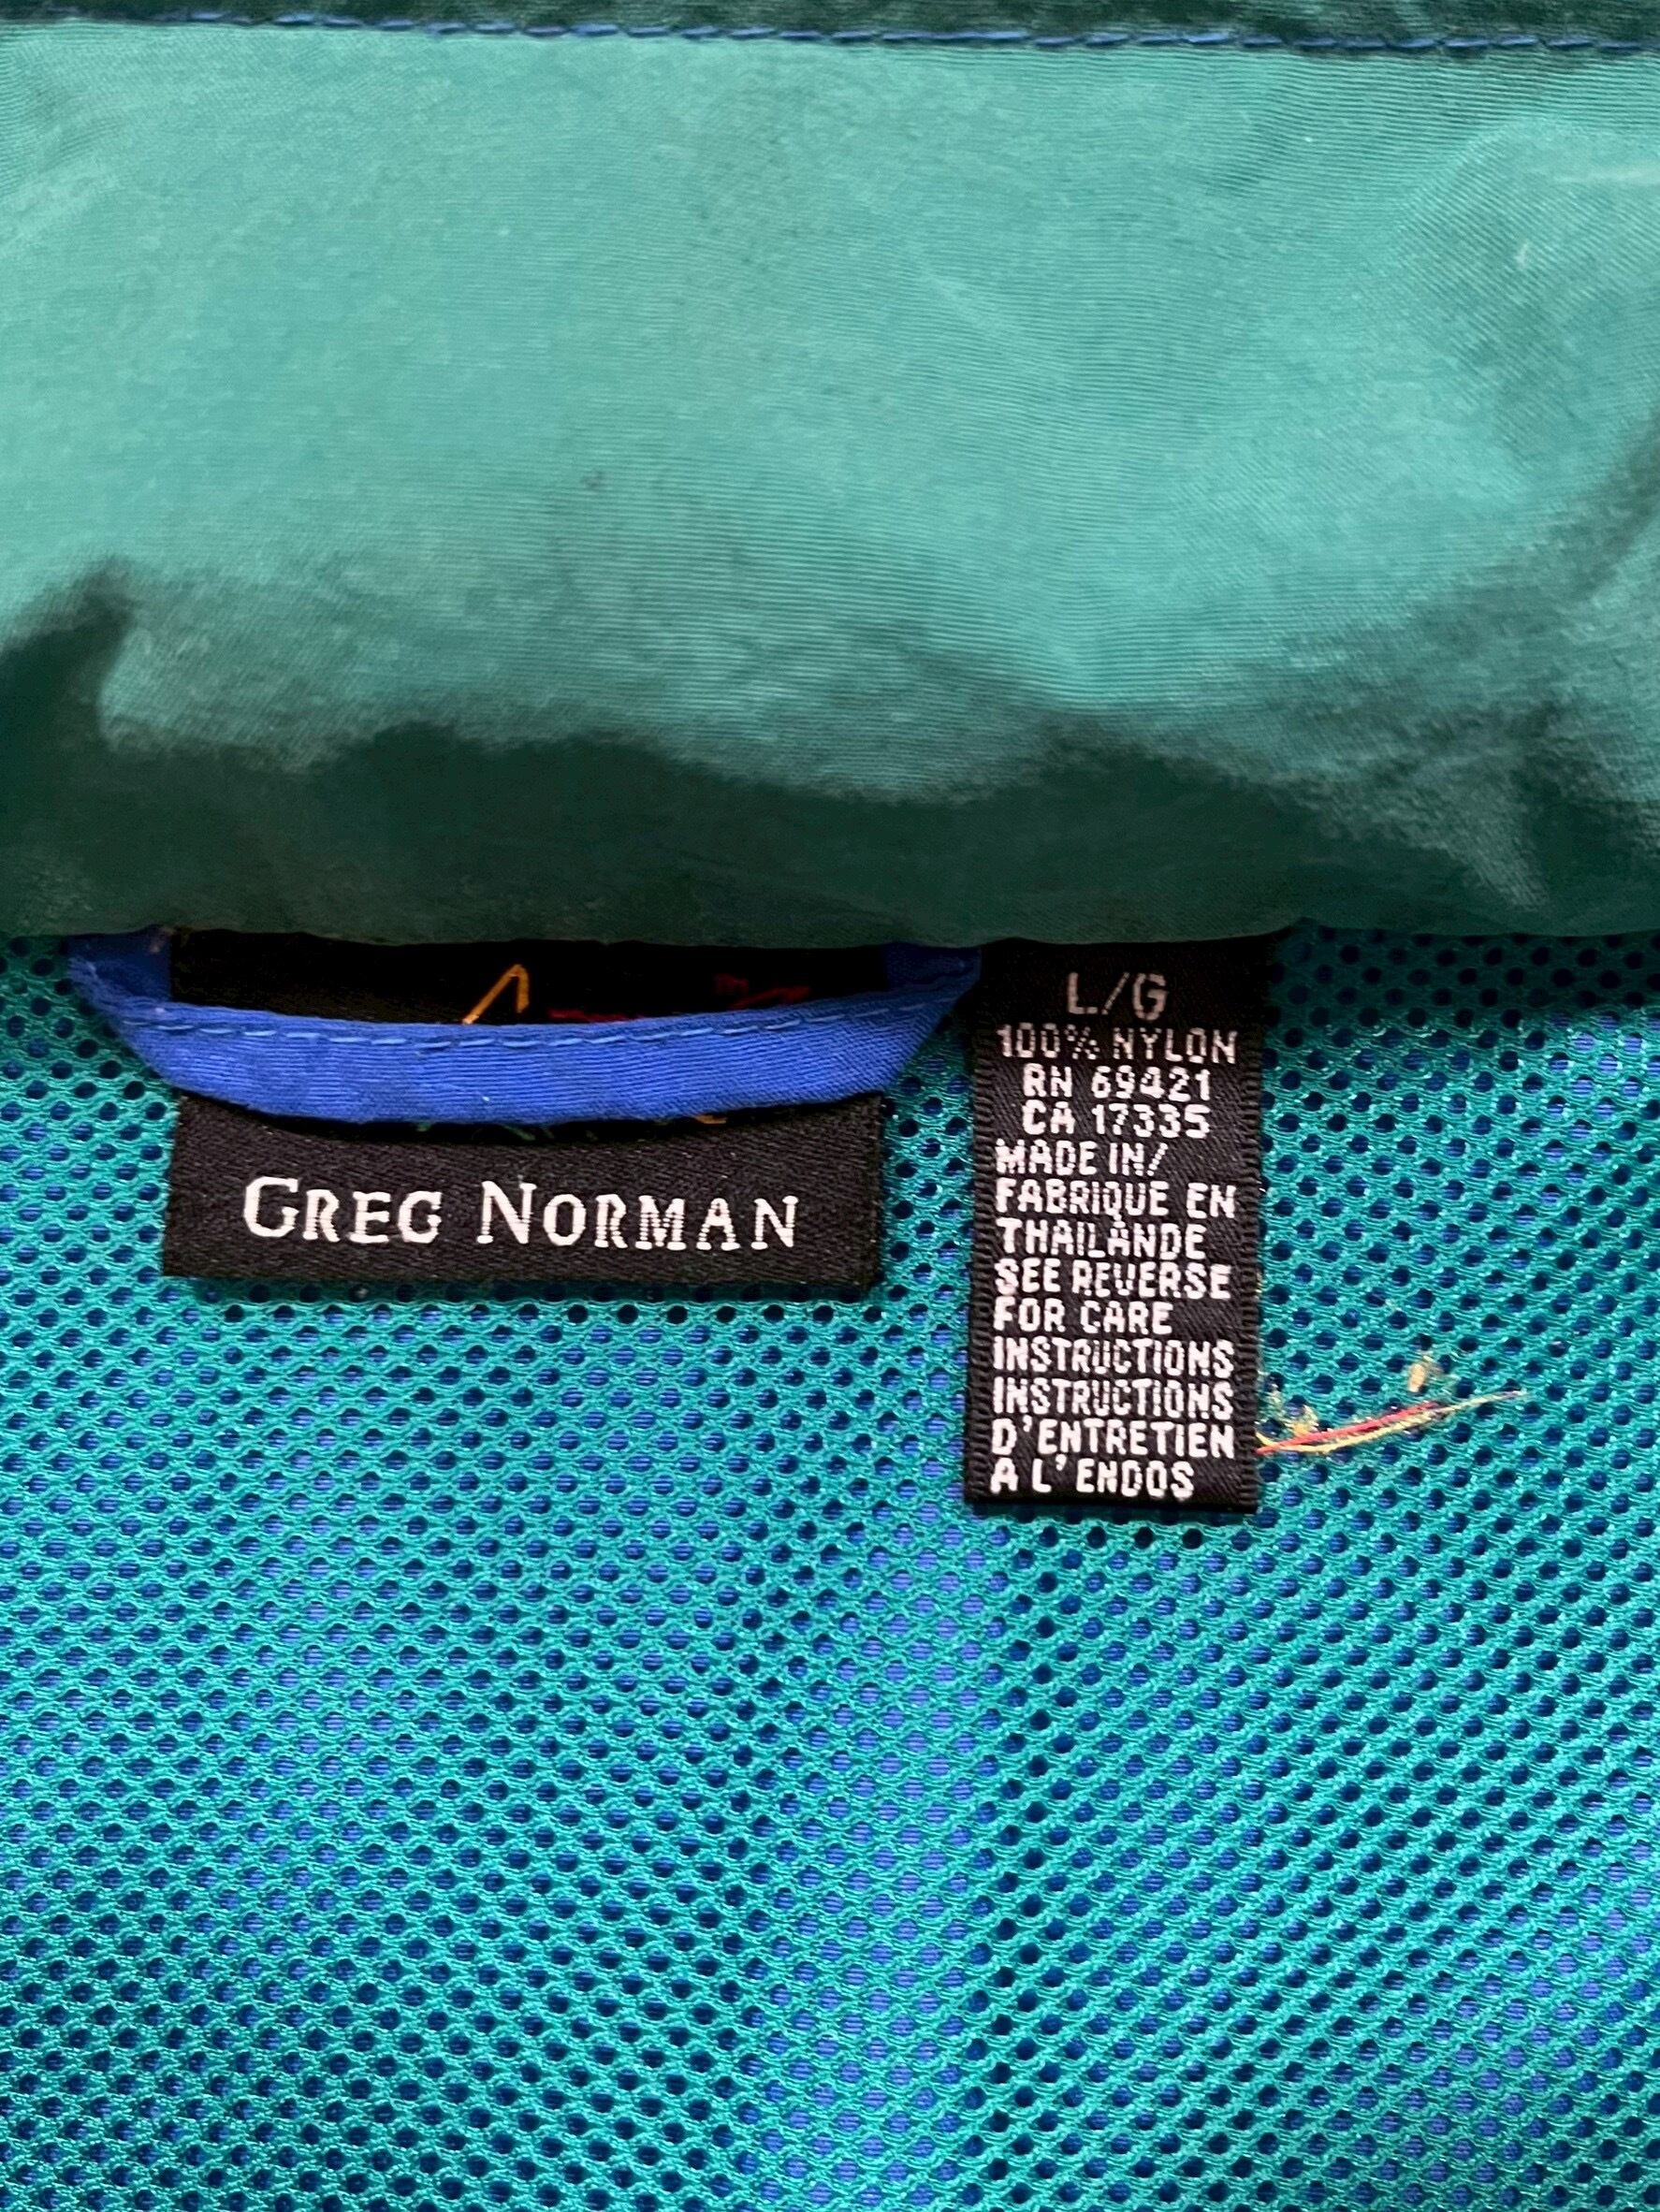 GREG NORMAN
L/G
100% NYLON
RN 69421
CA 17335
MADE IN/
FABRIQUE EN
THAILANDE
SEE REVERSE
FOR CARE
INSTRUCTIONS
INSTRUCTIONS
D'ENTRETIEN
A L'ENDOS